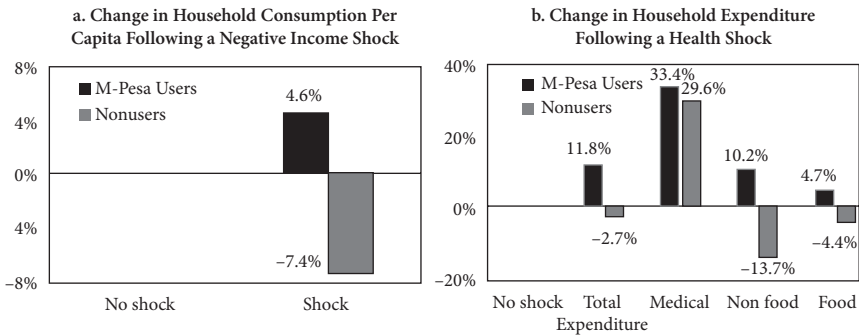 a. Change in Household Consumption Per
Capita Following a Negative Income Shock
8%
4%
0%
4%
–8%
M-Pesa Users
Nonusers
4.6%
–7.4%
No shock
Shock
b. Change in Household Expenditure
Following a Health Shock
40%
20%
0%
–20%
M-Pesa Users
Nonusers
11.8%
–2.7%
33.4%
29.6%
10.2%
–13.7%
4.7%
–4.4%
No shock
Total
Expenditure
Medical
Non food
Food